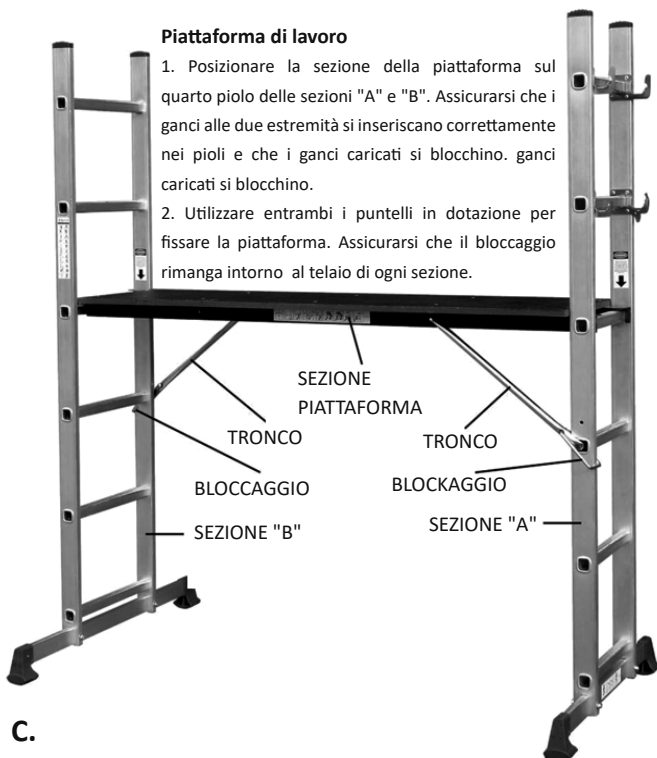 Piattaforma di lavoro
1. Posizionare la sezione della piattaforma sul
quarto piolo delle sezioni "A" e "B". Assicurarsi che i
ganci alle due estremità si inseriscano correttamente
nei pioli e che i ganci caricati si blocchino. ganci
caricati si blocchino.
2. Utilizzare entrambi i puntelli in dotazione per
fissare la piattaforma. Assicurarsi che il bloccaggio
rimanga intorno al telaio di ogni sezione.
SEZIONE
PIATTAFORMA
TRONCO
TRONCO
BLOCCAGGIO
BLOCKAGGIO
SEZIONE "B"
SEZIONE "A"
C.